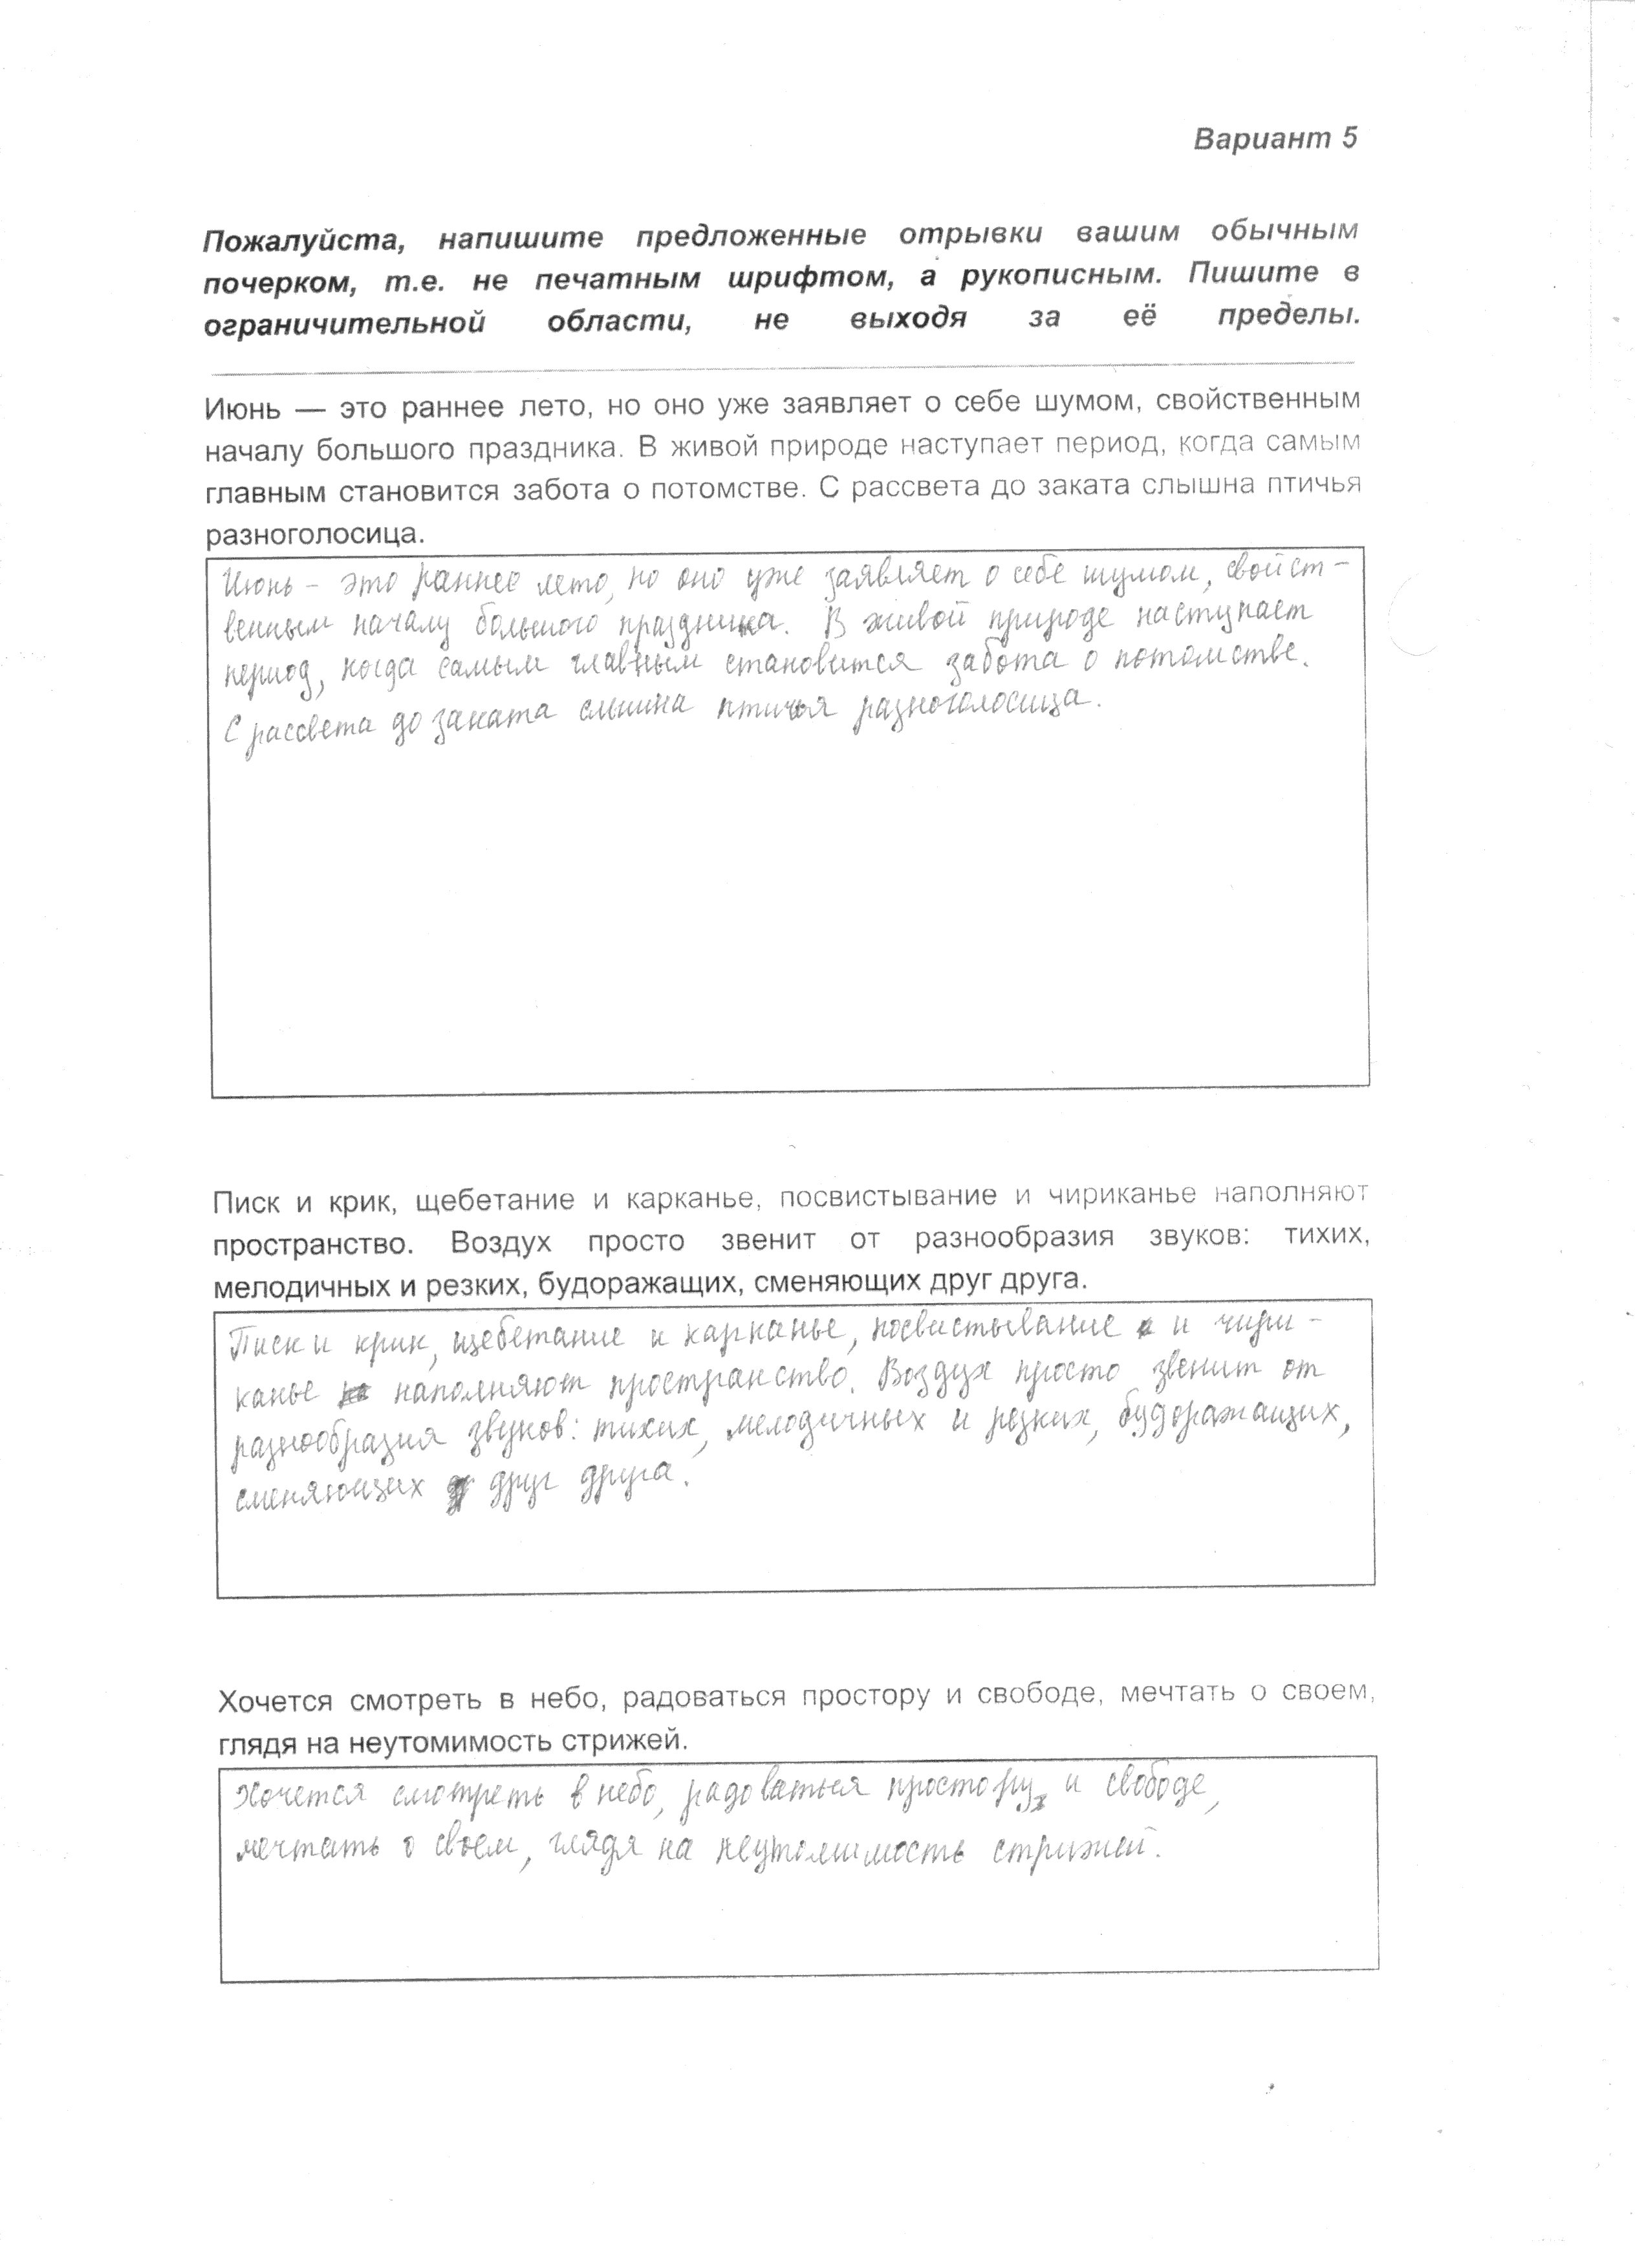 Вариант 5
Пожалуйста, напишите предложенные отрывки вашим обычным
почерком, т.е. не печатным шрифтом, а рукописным. Пишите в
ограничительной области, не выходя за её пределы.
Июнь — это раннее лето, но оно уже заявляет о себе шумом, свойственным
началу большого праздника. В живой природе наступает период, когда самым
главным становится забота о потомстве. С рассвета до заката слышна птичья
разноголосица.
Июнь – это раннее лето, но оно уже заявляет о себе шумом, свойст-
венным началу большого праздника. В живой природе наступает
период, когда самым главным становится забота о потомстве.
С рассвета до заката слышна птичья разноголосица.
Писк и крик, щебетание и карканье, посвистывание и чириканье наполняют
пространство. Воздух просто звенит от разнообразия звуков: тихих,
мелодичных и резких, будоражащих, сменяющих друг друга.
Писк и крик, щебетание и карканье, посвистывание и чири-
канье наполняют пространство. Воздух просто звенит от
разнообразия звуков: тихих, мелодичных и резких, будоражащих,
сменяющих друг друга.
Хочется смотреть в небо, радоваться простору и свободе, мечтать о своем,
глядя на неутомимость стрижей.
Хочется смотреть в небо, радоваться простору и свободе,
мечтать о своем, глядя на неутомимость стрижей.